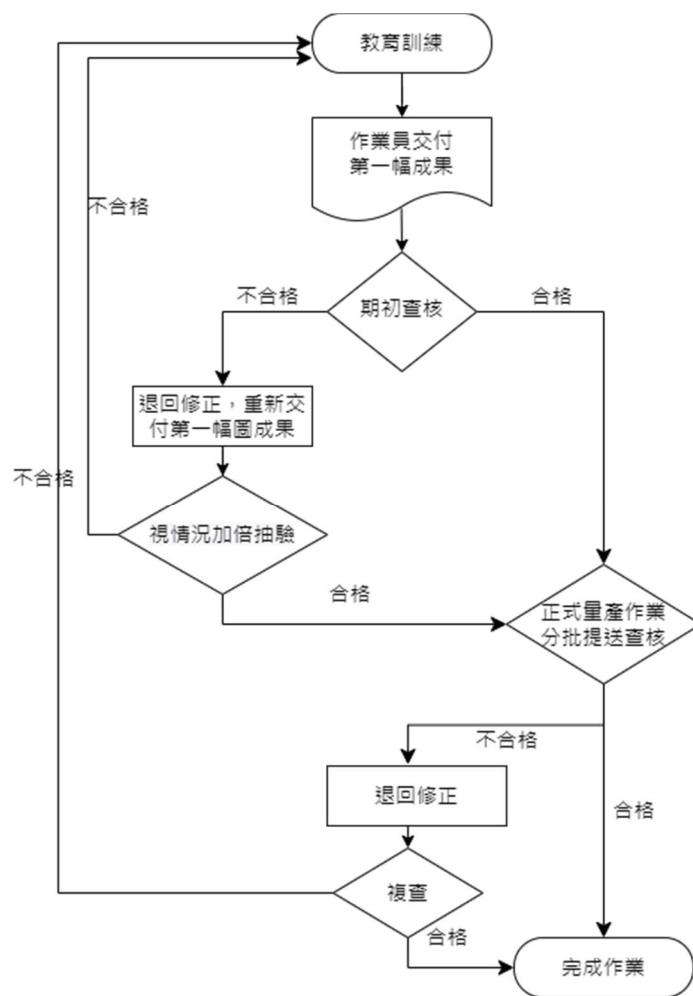 教育訓練
作業員交付
第一幅成果
不合格
期初查核
不合格
合格
退回修正，重新交
付第一幅圖成果
不合格
視情況加倍抽驗
合格
正式量產作業
分批提送查核
不合格
退回修正
合格
複查
合格
完成作業